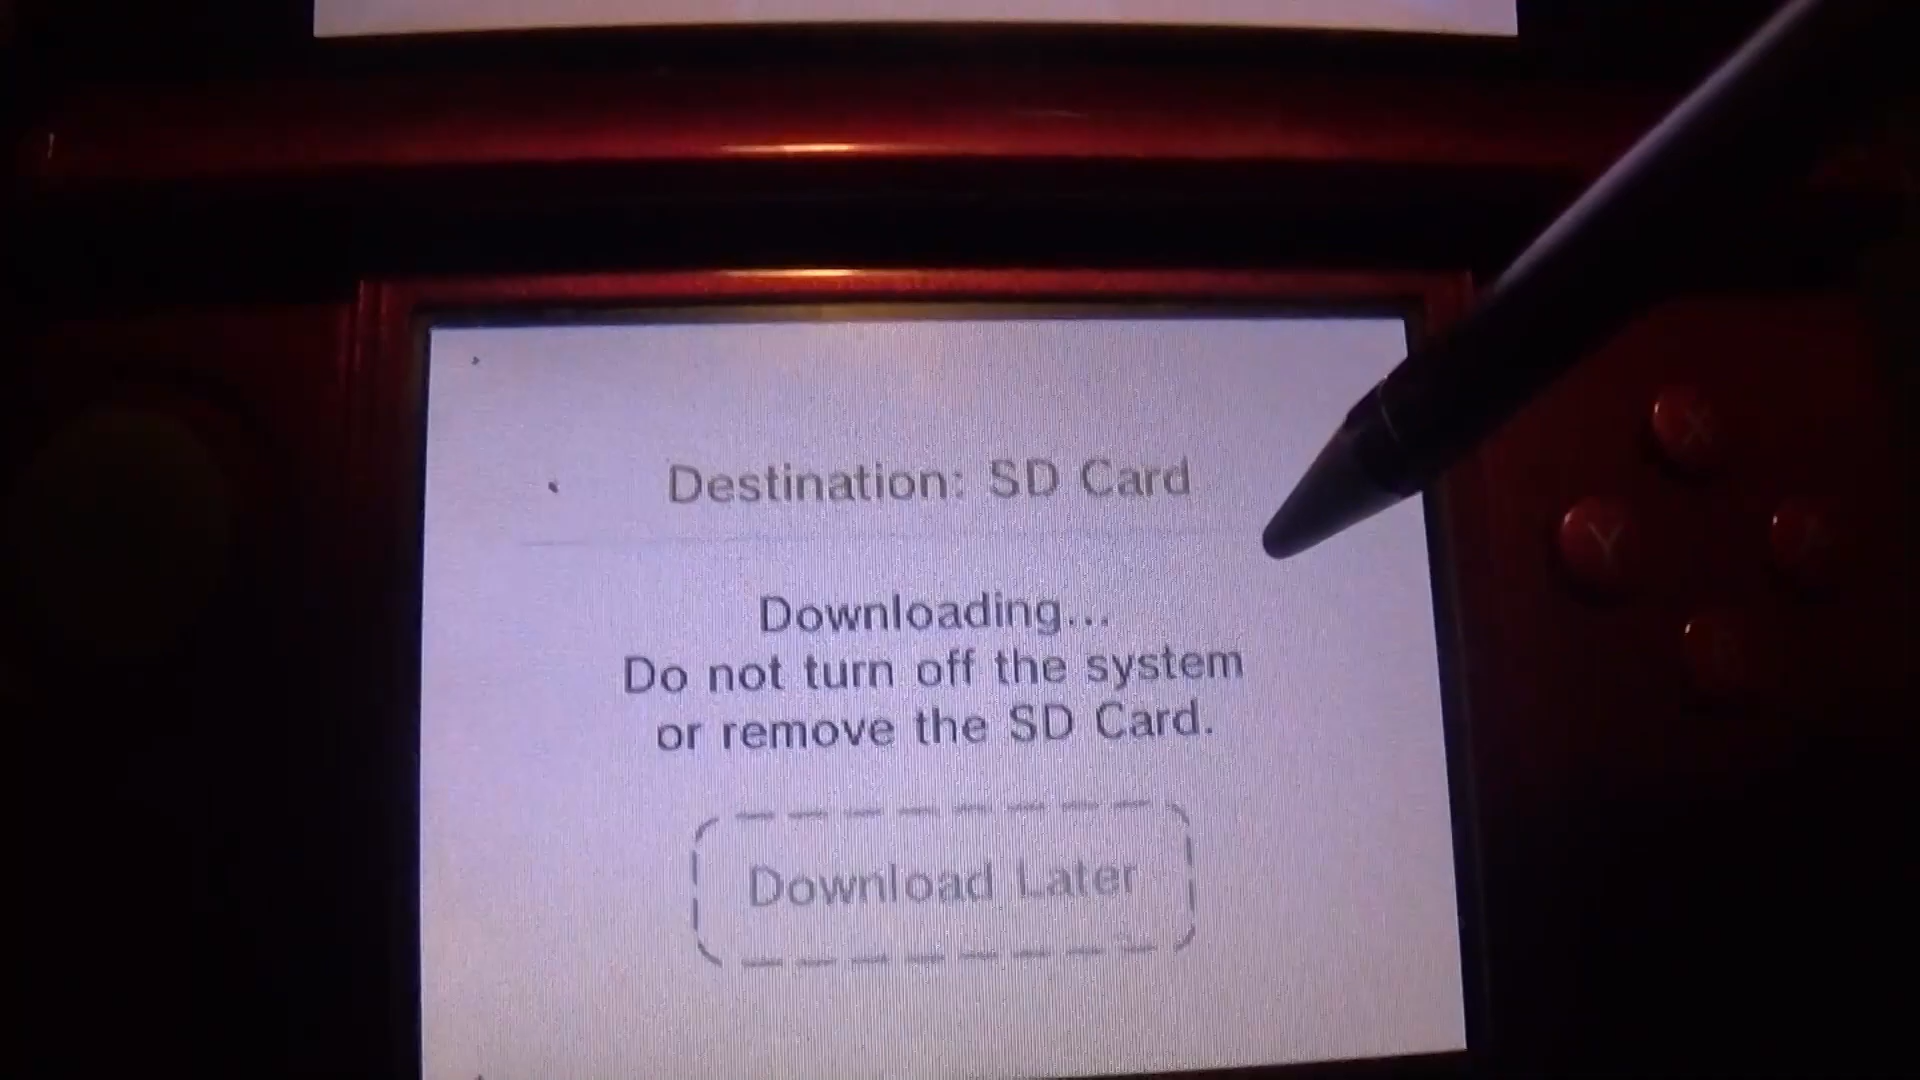 Destination: SD Card
Downloading...
Do not turn off the system
or remove the SD Card.
Download Later
X
Y